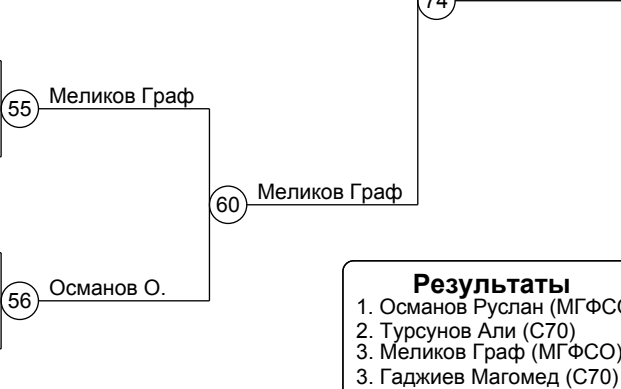 74
55 Меликов Граф
60 Меликов Граф
56 Османов О.
Результаты
1. Османов Руслан (МГФСО
2. Турсунов Али (С70)
3. Меликов Граф (МГФСО)
3. Гаджиев Магомед (С70)